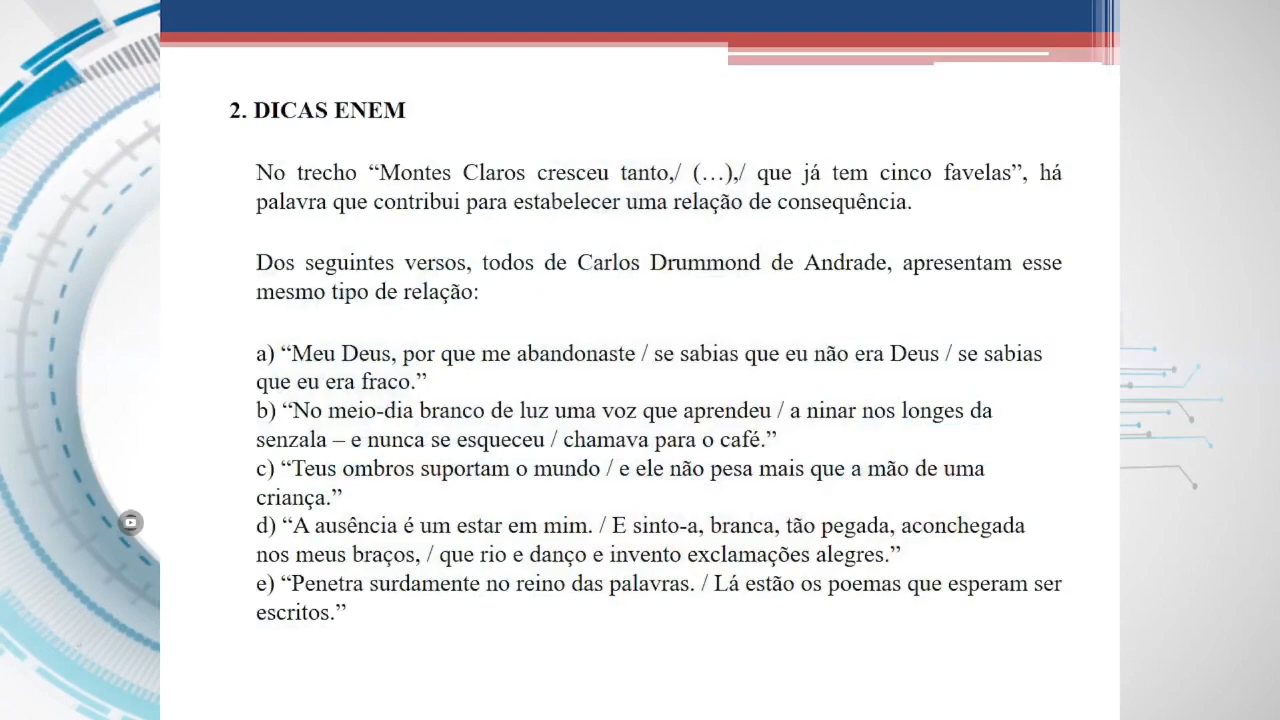 2. DICAS ENEM
No trecho “Montes Claros cresceu tanto,/ (…),/ que já tem cinco favelas”, há
palavra que contribui para estabelecer uma relação de consequência.
Dos seguintes versos, todos de Carlos Drummond de Andrade, apresentam esse
mesmo tipo de relação:
a) “Meu Deus, por que me abandonaste / se sabias que eu não era Deus / se sabias
que eu era fraco.”
b) “No meio-dia branco de luz uma voz que aprendeu / a ninar nos longes da
senzala – e nunca se esqueceu / chamava para o café.”
c) “Teus ombros suportam o mundo / e ele não pesa mais que a mão de uma
criança.”
d) “A ausência é um estar em mim. / E sinto-a, branca, tão pegada, aconchegada
nos meus braços, / que rio e danço e invento exclamações alegres.”
e) “Penetra surdamente no reino das palavras. / Lá estão os poemas que esperam ser
escritos.”